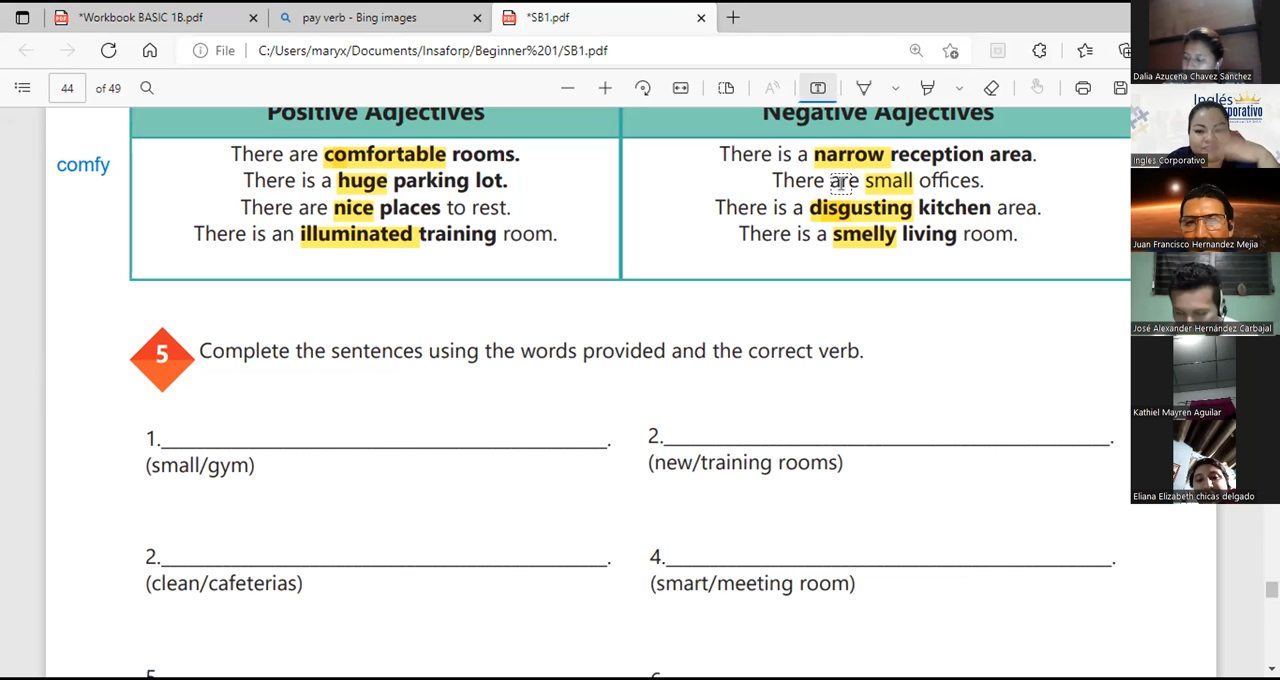 *Workbook BASIC 1B.pdf
pay verb - Bing images
*SB1.pdf
File
C:/Users/maryx/Documents/Insaforp/Beginner%201/SB1.pdf
44
of 49
Positive Adjectives
Negative Adjectives
comfy
There are comfortable rooms.
There is a huge parking lot.
There are nice places to rest.
There is an illuminated training room.
There is a narrow reception area.
There are small offices.
There is a disgusting kitchen area.
There is a smelly living room.
5
Complete the sentences using the words provided and the correct verb.
1.______________________________.
(small/gym)
2.______________________________.
(new/training rooms)
2.______________________________.
(clean/cafeterias)
4.______________________________.
(smart/meeting room)
Dalia Azucena Chavez Sanchez
Inglés
Ingles Corporativo
Juan Francisco Hernandez Mejia
José Alexander Hernández Carbajal
Kathiel Mayren Aguilar
Eliana Elizabeth chicas delgado